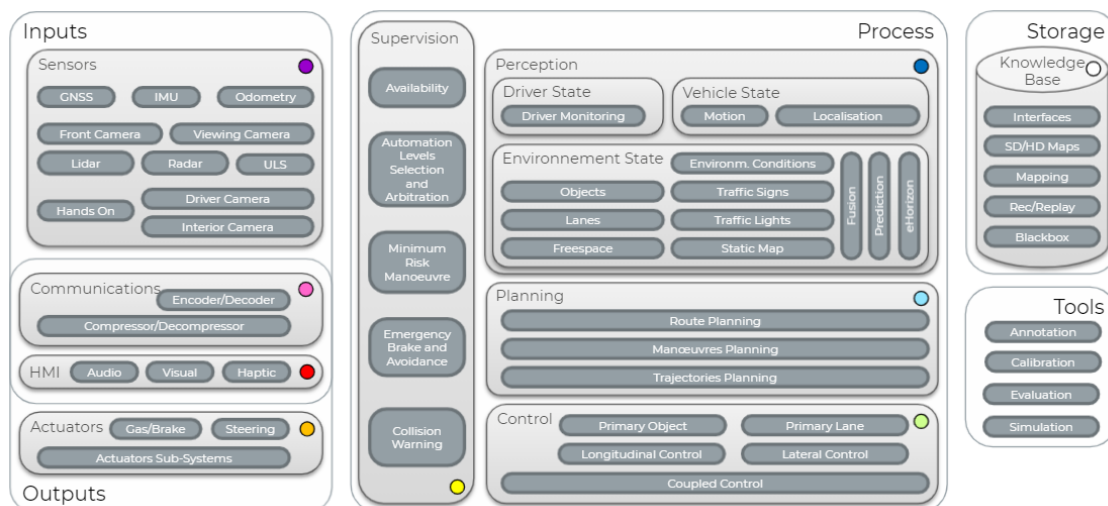 Inputs
Sensors
GNSS
IMU
Odometry
Front Camera
Viewing Camera
Lidar
Radar
ULS
Hands On
Driver Camera
Interior Camera
Communications
Encoder/Decoder
Compressor/Decompressor
HMI
Audio
Visual
Haptic
Actuators
Gas/Brake
Steering
Actuators Sub-Systems
Outputs
Process
Supervision
Availability
Automation
Levels
Selection
and
Arbitration
Minimum
Risk
Manoeuvre
Emergency
Brake and
Avoidance
Collision
Warning
Perception
Driver State
Driver Monitoring
Vehicle State
Motion
Localisation
Environnement State
Environm. Conditions
Objects
Traffic Signs
Lanes
Traffic Lights
Freespace
Static Map
Fusion
Prediction
eHorizon
Planning
Route Planning
Manœuvres Planning
Trajectories Planning
Control
Primary Object
Primary Lane
Longitudinal Control
Lateral Control
Coupled Control
Storage
Knowledge
Base
Interfaces
SD/HD Maps
Mapping
Rec/Replay
Blackbox
Tools
Annotation
Calibration
Evaluation
Simulation